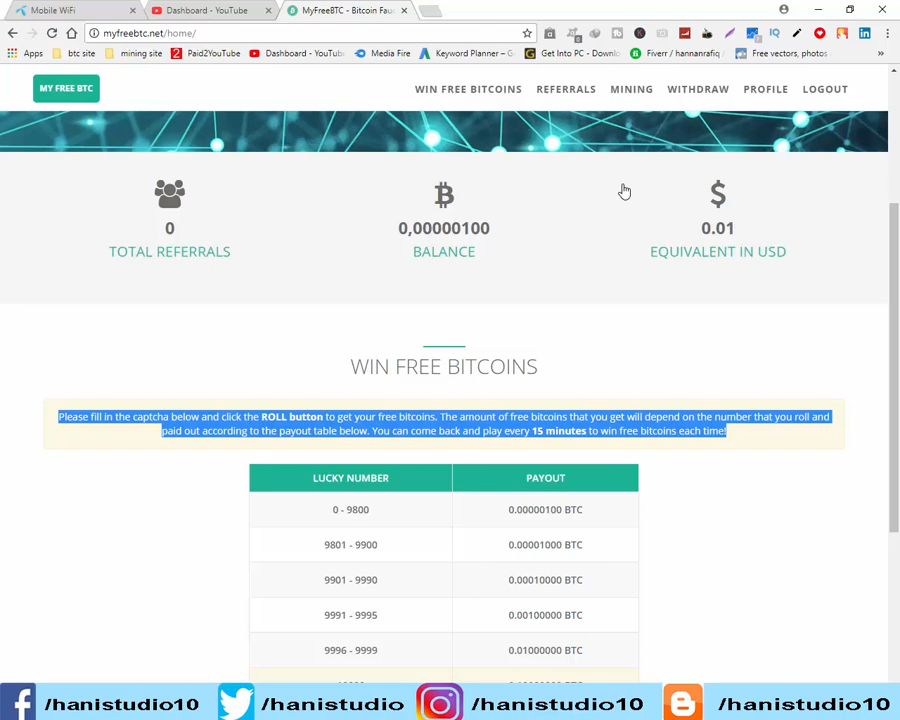 Mobile WiFi
Dashboard - YouTube
MyFreeBTC - Bitcoin Fau
myfreebtc.net/home/
Apps
btc site
mining site
Paid2YouTube
Dashboard - YouTu
Media Fire
Keyword Planner – G
Get Into PC - Downl
Fiverr / hannanrafiq /
Free vectors, photos
MY FREE BTC
WIN FREE BITCOINS
REFERRALS
MINING
WITHDRAW
PROFILE
LOGOUT
0
TOTAL REFERRALS
0,00000100
BALANCE
$
0.01
EQUIVALENT IN USD
WIN FREE BITCOINS
Please fill in the captcha below and click the ROLL button to get your free bitcoins. The amount of free bitcoins that you get will depend on the number that you roll and
paid out according to the payout table below. You can come back and play every 15 minutes to win free bitcoins each time!
LUCKY NUMBER PAYOUT
0 - 9800 0.00000100 BTC
9801 - 9900 0.00001000 BTC
9901 - 9990 0.00010000 BTC
9991 - 9995 0.00100000 BTC
9996 - 9999 0.01000000 BTC
/hanistudio10
/hanistudio
/hanistudio10
/hanistudio10